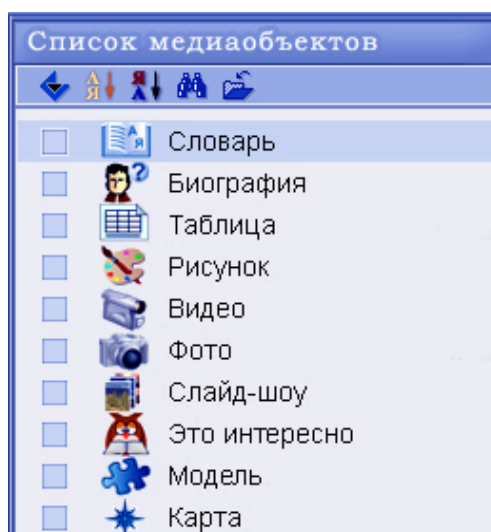 Список медиаобъектов
Словарь
Биография
Таблица
Рисунок
Видео
Фото
Слайд-шоу
Это интересно
Модель
Карта